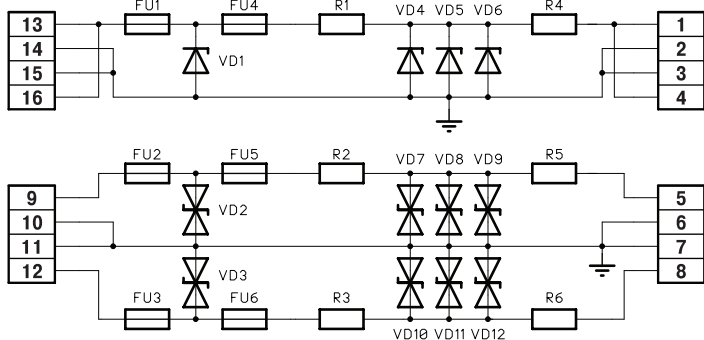 FU1 FU4 R1 VD4 VD5 VD6 R4
13 1
14 2
VD1
15 3
16 4
FU2 FU5 R2 VD7 VD8 VD9 R5
9 5
10 VD2 6
11 7
12 VD3 8
FU3 FU6 R3 R6
VD10 VD11 VD12